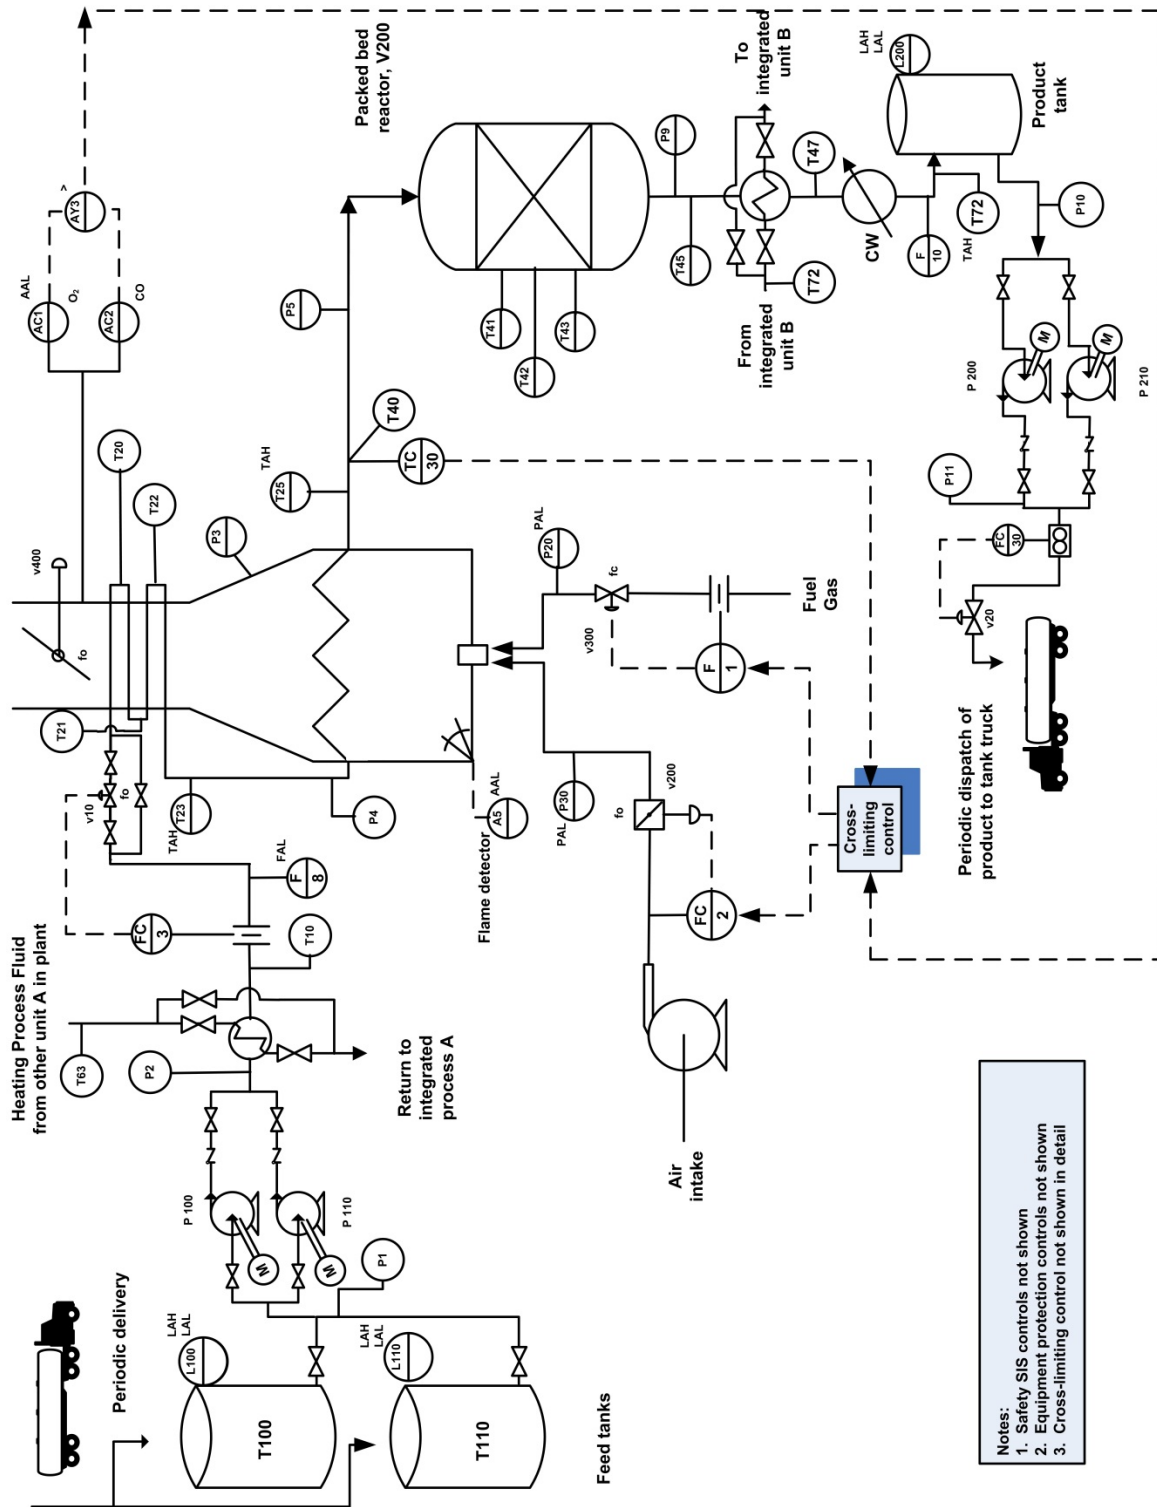 Periodic delivery
T100
T110
Feed tanks
L100
LAH
LAL
L110
LAH
LAL
P1
P 100
M
P 110
M
P2
T63
Heating Process Fluid
from other unit A in plant
Return to
integrated
process A
T10
FC
3
F
8
FAL
v10
fo
T21
T23
TAH
P4
T20
T22
v400
fo
P3
AC1
AAL
O₂
AC2
CO
AY3
>
T25
TAH
TC
30
T40
P5
A5
AAL
Flame detector
P20
PAL
fc
v300
F
1
Fuel
Gas
P30
PAL
v200
fo
FC
2
Air
intake
Cross-
limiting
control
Packed bed
reactor, V200
T41
T42
T43
P9
T45
To
integrated
unit B
From
integrated
unit B
T72
T47
CW
F
10
T72
TAH
L200
LAH
LAL
Product
tank
P10
P 200
M
P 210
M
P11
FC
30
v20
Periodic dispatch of
product to tank truck
Notes:
1. Safety SIS controls not shown
2. Equipment protection controls not shown
3. Cross-limiting control not shown in detail